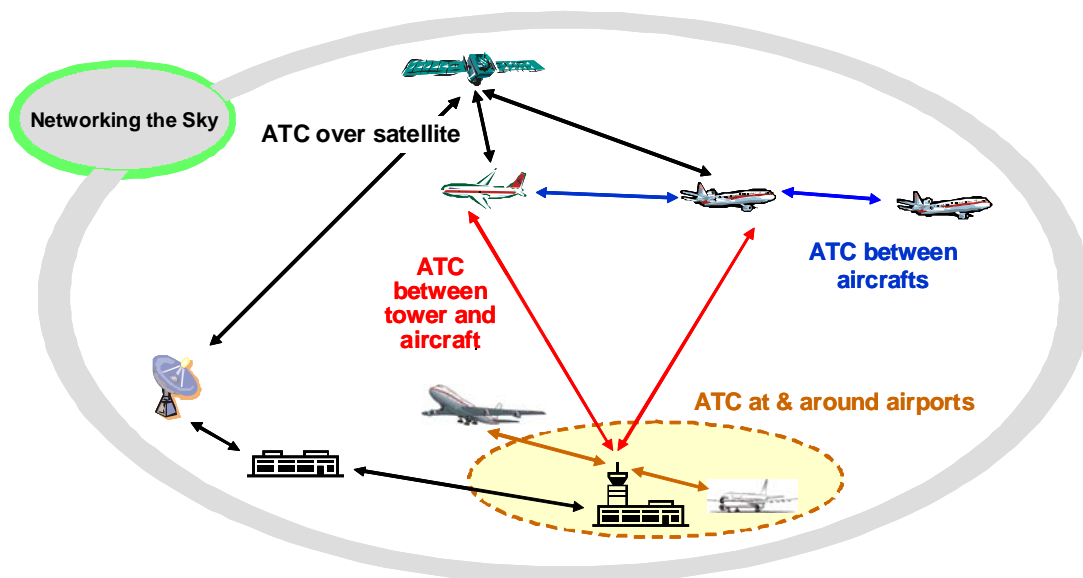 Networking the Sky
ATC over satellite
ATC
between
tower and
aircraft
ATC between
aircrafts
ATC at & around airports